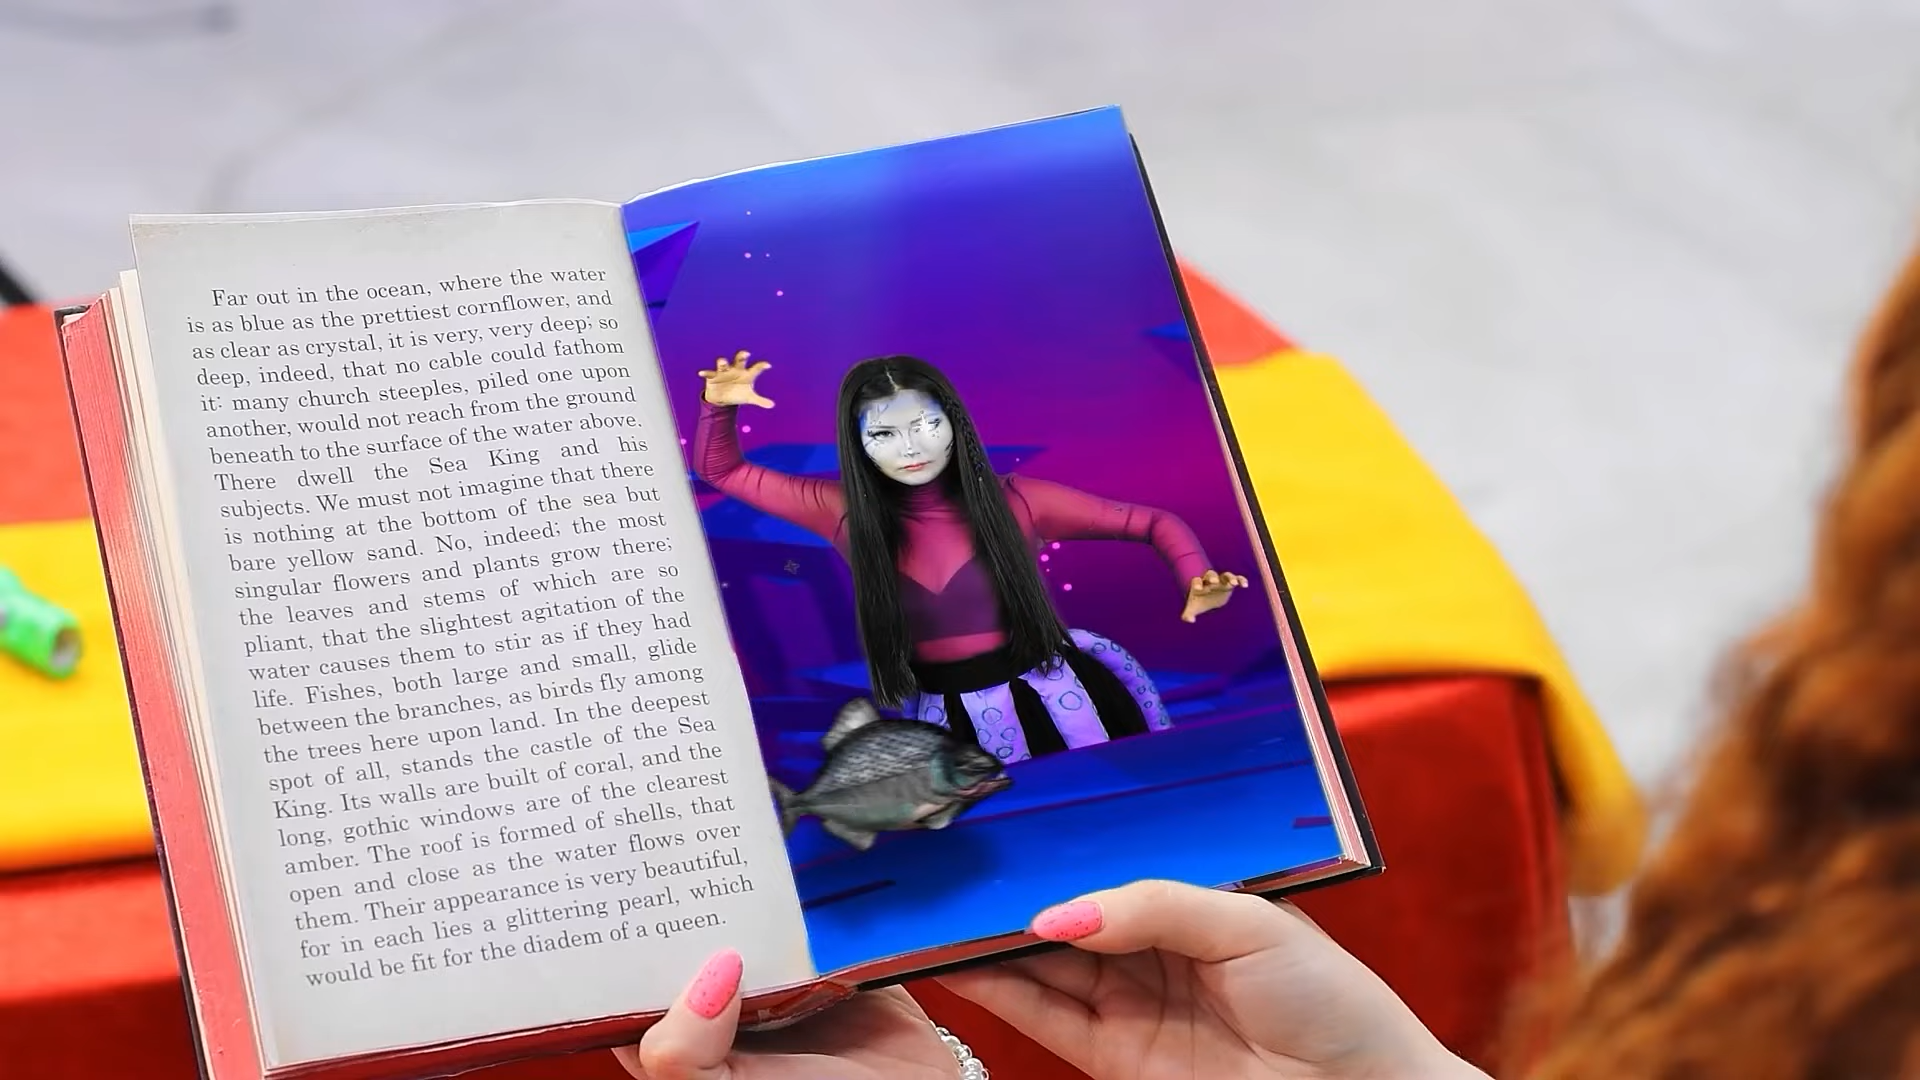 Far out in the ocean, where the water
is as blue as the prettiest cornflower, and
as clear as crystal, it is very, very deep; so
deep, indeed, that no cable could fathom
it: many church steeples, piled one upon
another, would not reach from the ground
beneath to the surface of the water above.
There dwell the Sea King and his
subjects. We must not imagine that there
is nothing at the bottom of the sea but
bare yellow sand. No, indeed; the most
singular flowers and plants grow there;
the leaves and stems of which are so
pliant, that the slightest agitation of the
water causes them to stir as if they had
life. Fishes, both large and small, glide
between the branches, as birds fly among
the trees here upon land. In the deepest
spot of all, stands the castle of the Sea
King. Its walls are built of coral, and the
long, gothic windows are of the clearest
amber. The roof is formed of shells, that
open and close as the water flows over
them. Their appearance is very beautiful,
for in each lies a glittering pearl, which
would be fit for the diadem of a queen.